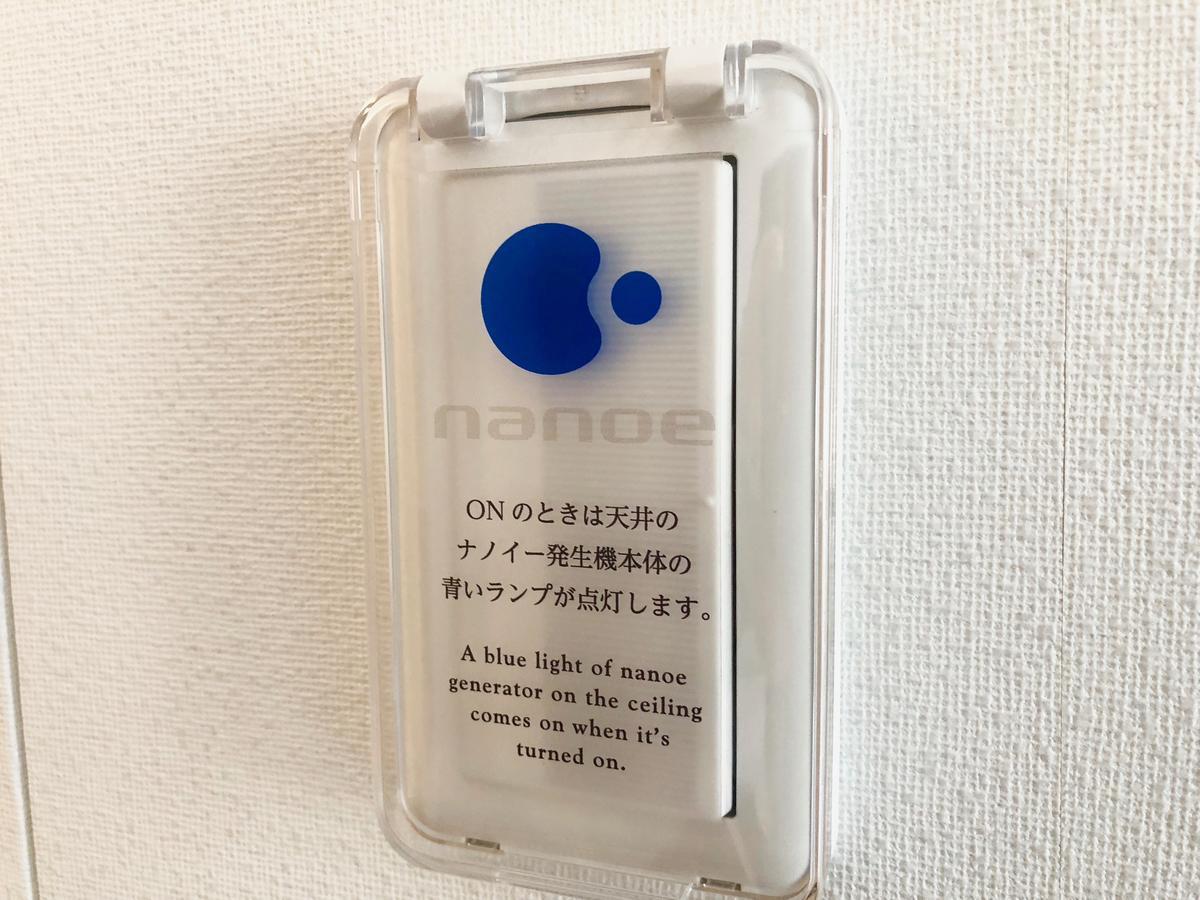 nanoe
ONのときは天井の
ナノイー発生機本体の
青いランプが点灯します。
A blue light of nanoe
generator on the ceiling
comes on when it's
turned on.